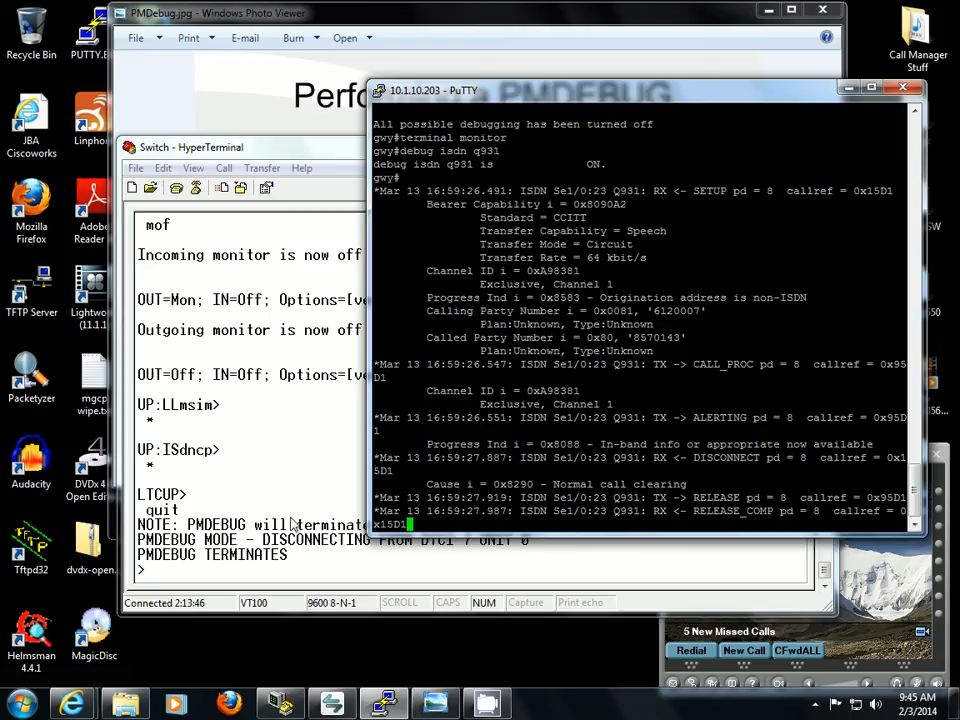 Recycle Bin
PUTTY.E
JBA
Ciscoworks
Linphon
Mozilla
Firefox
Adobe
Reader
TFTP Server
Lightwo
(11.1.1
Packetyzer
mgcp
wipe.tx
Audacity
DVDx 4
Open Edit
Tftpd32
dvdx-open...
Helmsman
4.4.1
MagicDisc
Call Manager
Stuff
PMDebug.jpg - Windows Photo Viewer
File Print E-mail Burn Open
Switch - HyperTerminal
File Edit View Call Transfer Help
mof
Incoming monitor is now off
OUT=Mon; IN=Off; Options=[ve
Outgoing monitor is now off
OUT=Off; IN=Off; Options=[ve
UP:LLmsim>
*
UP:ISdncp>
*
LTCUP>
quit
NOTE: PMDEBUG will terminate
PMDEBUG MODE - DISCONNECTING FROM DTCI 7 UNIT 0
PMDEBUG TERMINATES
>
Connected 2:13:46 VT100 9600 8-N-1 SCROLL CAPS NUM Capture Print echo
10.1.10.203 - PuTTY
All possible debugging has been turned off
gwy#terminal monitor
gwy#debug isdn q931
debug isdn q931 is ON.
gwy#
*Mar 13 16:59:26.491: ISDN Se1/0:23 Q931: RX <- SETUP pd = 8 callref = 0x15D1
Bearer Capability i = 0x8090A2
Standard = CCITT
Transfer Capability = Speech
Transfer Mode = Circuit
Transfer Rate = 64 kbit/s
Channel ID i = 0xA98381
Exclusive, Channel 1
Progress Ind i = 0x8583 - Origination address is non-ISDN
Calling Party Number i = 0x0081, '6120007'
Plan:Unknown, Type:Unknown
Called Party Number i = 0x80, '8570143'
Plan:Unknown, Type:Unknown
*Mar 13 16:59:26.547: ISDN Se1/0:23 Q931: TX -> CALL_PROC pd = 8 callref = 0x95
D1
Channel ID i = 0xA98381
Exclusive, Channel 1
*Mar 13 16:59:26.551: ISDN Se1/0:23 Q931: TX -> ALERTING pd = 8 callref = 0x95D
1
Progress Ind i = 0x8088 - In-band info or appropriate now available
*Mar 13 16:59:27.887: ISDN Se1/0:23 Q931: RX <- DISCONNECT pd = 8 callref = 0x1
5D1
Cause i = 0x8290 - Normal call clearing
*Mar 13 16:59:27.919: ISDN Se1/0:23 Q931: TX -> RELEASE pd = 8 callref = 0x95D1
*Mar 13 16:59:27.987: ISDN Se1/0:23 Q931: RX <- RELEASE_COMP pd = 8 callref = 0
x15D1
5 New Missed Calls
Redial New Call CFwdALL
9:45 AM
2/3/2014